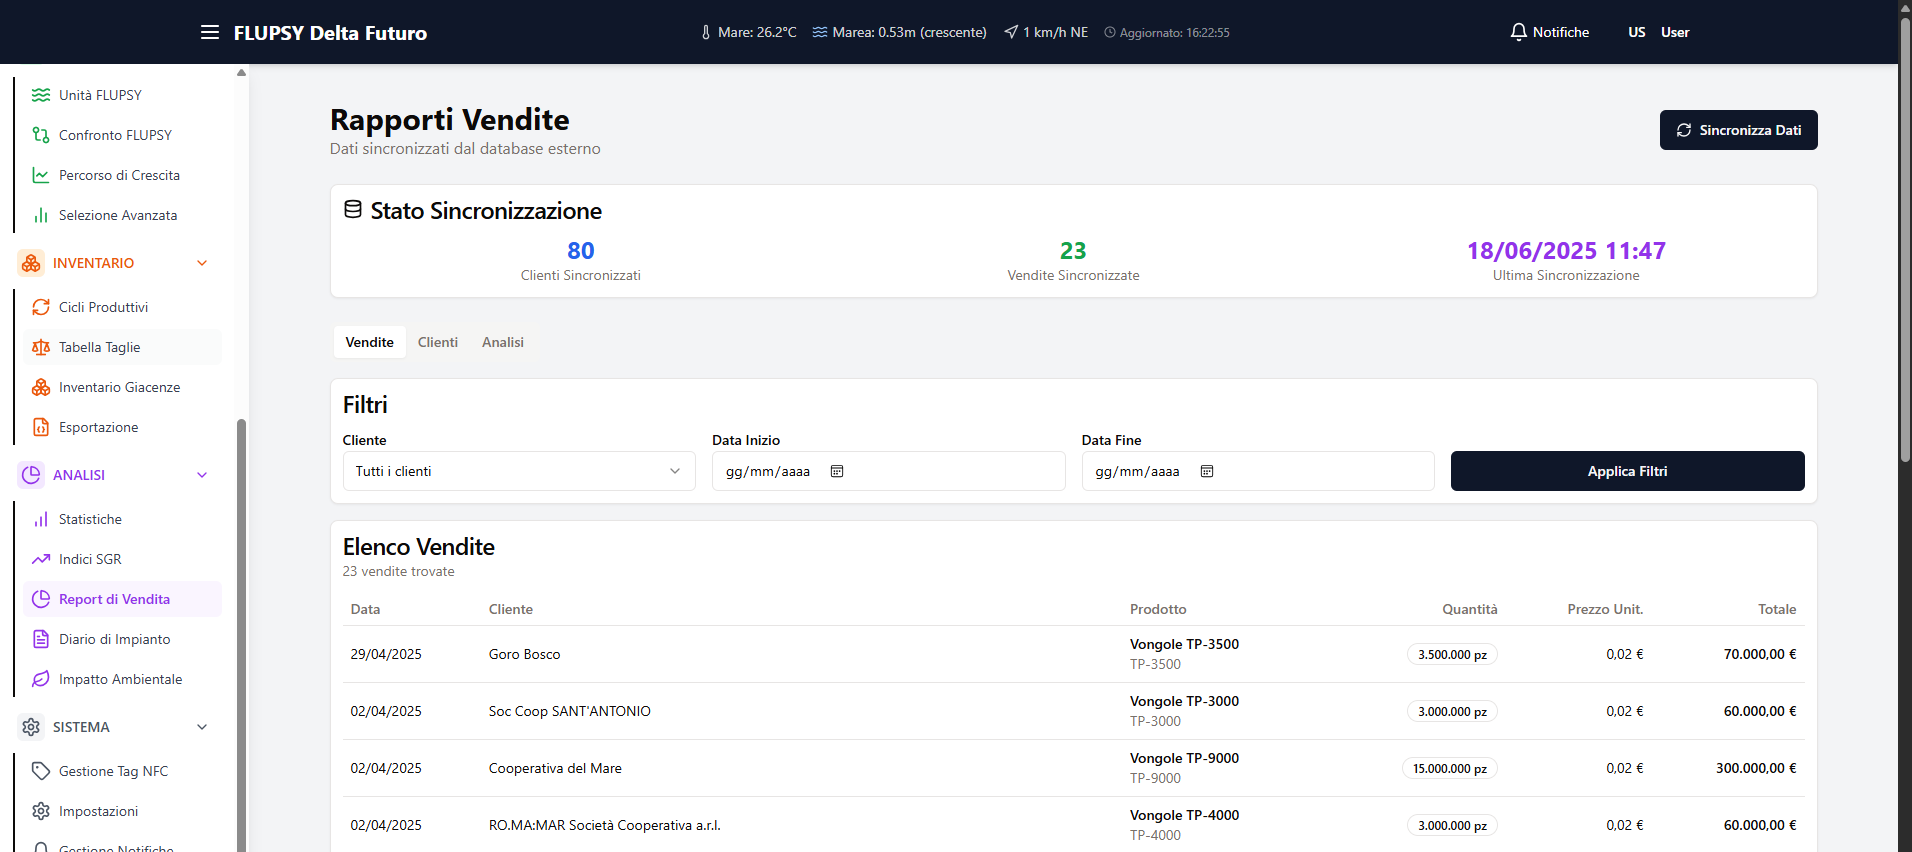 FLUPSY Delta Futuro
Mare: 26.2°C
Marea: 0.53m (crescente)
1 km/h NE
Aggiornato: 16:22:55
Notifiche
US
User
Unità FLUPSY
Confronto FLUPSY
Percorso di Crescita
Selezione Avanzata
INVENTARIO
Cicli Produttivi
Tabella Taglie
Inventario Giacenze
Esportazione
ANALISI
Statistiche
Indici SGR
Report di Vendita
Diario di Impianto
Impatto Ambientale
SISTEMA
Gestione Tag NFC
Impostazioni
Gestione Notifiche
Rapporti Vendite
Dati sincronizzati dal database esterno
Sincronizza Dati
Stato Sincronizzazione
80
Clienti Sincronizzati
23
Vendite Sincronizzate
18/06/2025 11:47
Ultima Sincronizzazione
Vendite
Clienti
Analisi
Filtri
Cliente
Tutti i clienti
Data Inizio
gg/mm/aaaa
Data Fine
gg/mm/aaaa
Applica Filtri
Elenco Vendite
23 vendite trovate
Data Cliente Prodotto Quantità Prezzo Unit. Totale
29/04/2025 Goro Bosco Vongole TP-3500 3.500.000 pz 0,02 € 70.000,00 €
TP-3500
02/04/2025 Soc Coop SANT'ANTONIO Vongole TP-3000 3.000.000 pz 0,02 € 60.000,00 €
TP-3000
02/04/2025 Cooperativa del Mare Vongole TP-9000 15.000.000 pz 0,02 € 300.000,00 €
TP-9000
02/04/2025 RO.MA:MAR Società Cooperativa a.r.l. Vongole TP-4000 3.000.000 pz 0,02 € 60.000,00 €
TP-4000